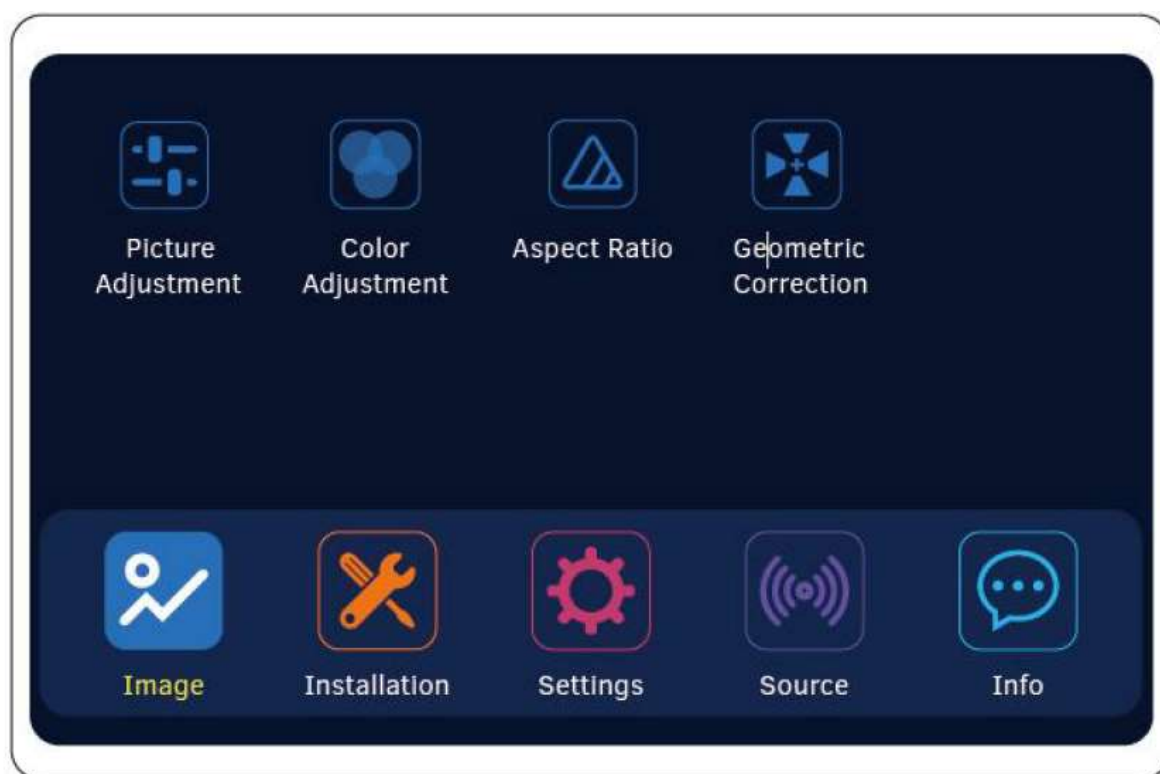 Picture
Adjustment
Color
Adjustment
Aspect Ratio
Geometric
Correction
Image
Installation
Settings
Source
Info